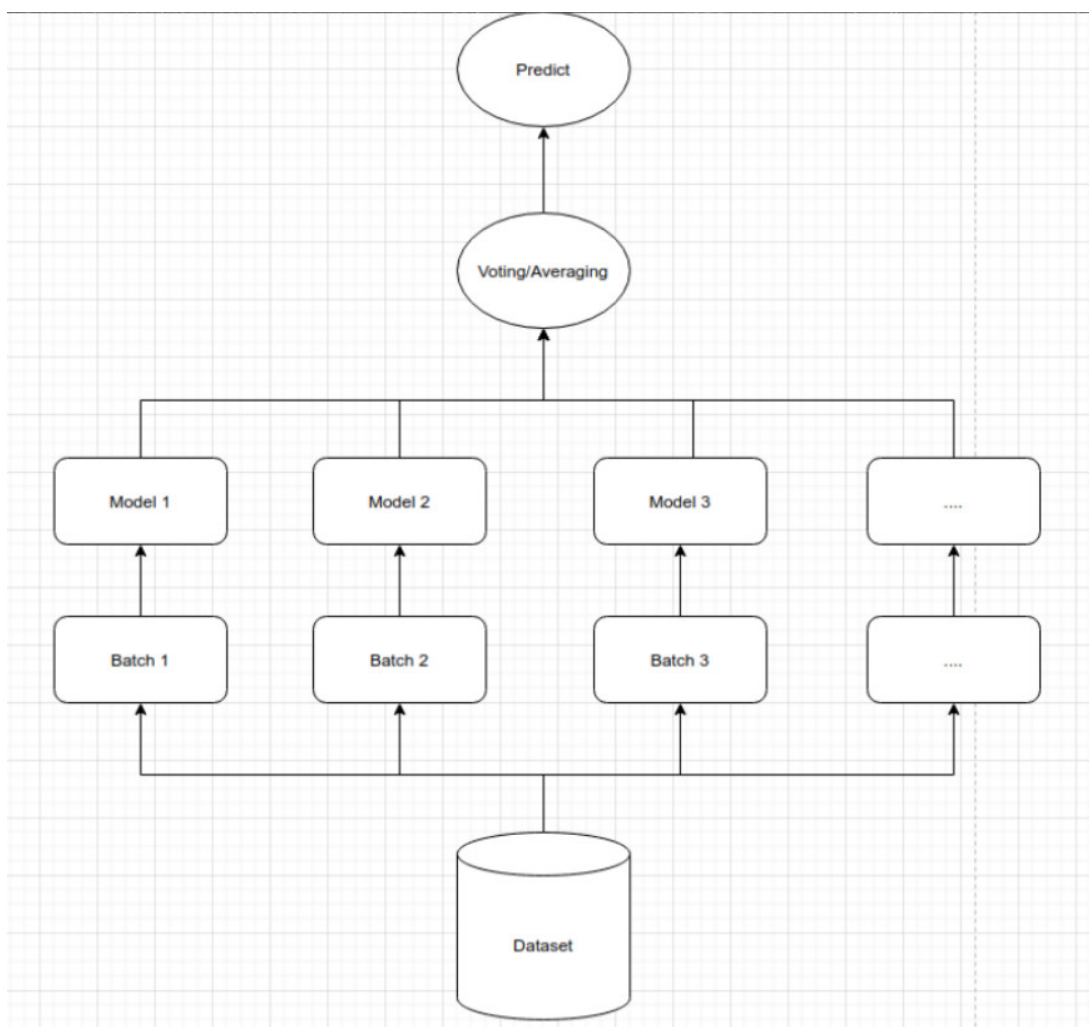 Predict
Voting/Averaging
Model 1
Model 2
Model 3
....
Batch 1
Batch 2
Batch 3
....
Dataset